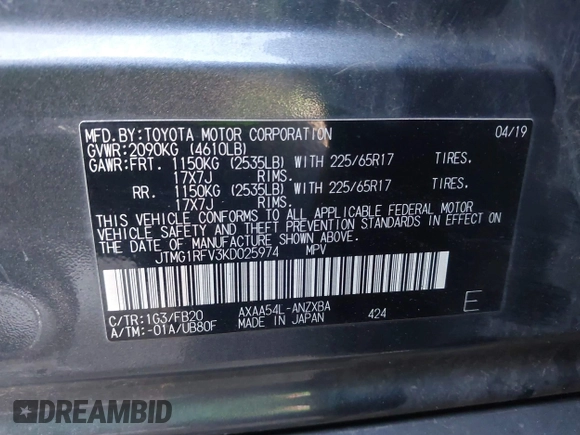 MFD.BY:TOYOTA MOTOR CORPORATION 04/19
GVWR:2090KG (4610LB)
GAWR:FRT. 1150KG (2535LB) WITH 225/65R17 TIRES.
17X7J RIMS.
RR. 1150KG (2535LB) WITH 225/65R17 TIRES.
17X7J RIMS.
THIS VEHICLE CONFORMS TO ALL APPLICABLE FEDERAL MOTOR
VEHICLE SAFETY AND THEFT PREVENTION STANDARDS IN EFFECT
ON THE DATE OF MANUFACTURE SHOWN ABOVE.
JTMG1RFV3KD025974 MPV
C/TR:1G3/FB20 AXAA54L-ANZXBA
A/TM:-01A/UB80F MADE IN JAPAN 424 E
DREAMBID